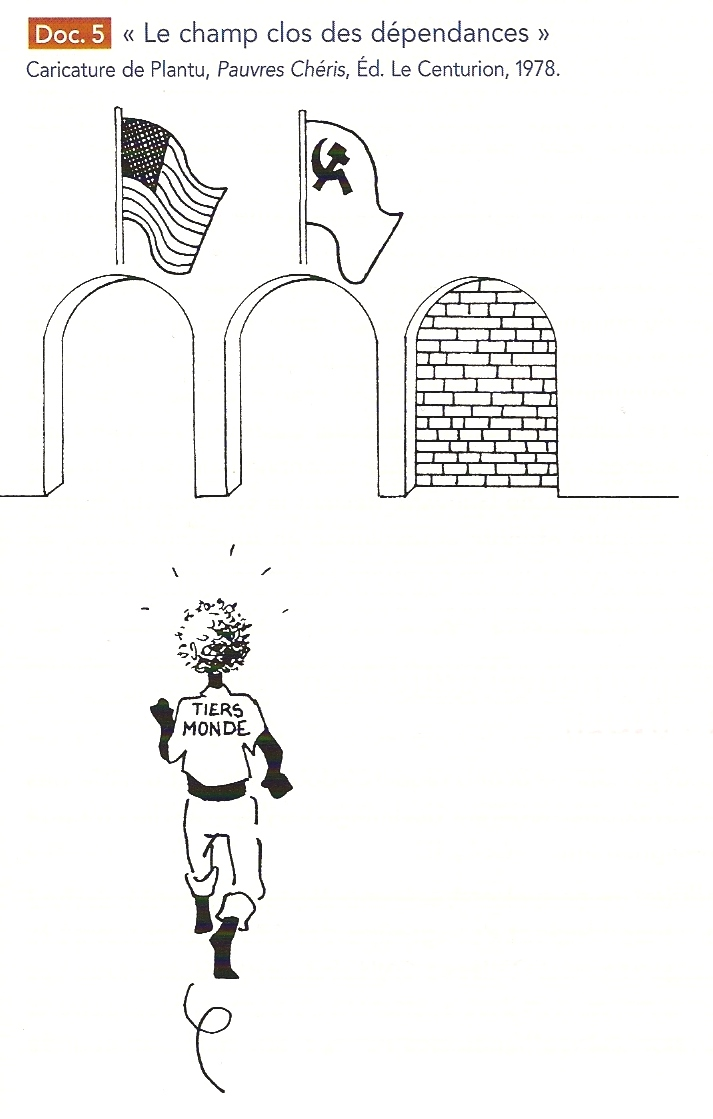 Doc. 5 « Le champ clos des dépendances »
Caricature de Plantu, Pauvres Chéris, Éd. Le Centurion, 1978.
TIERS
MONDE